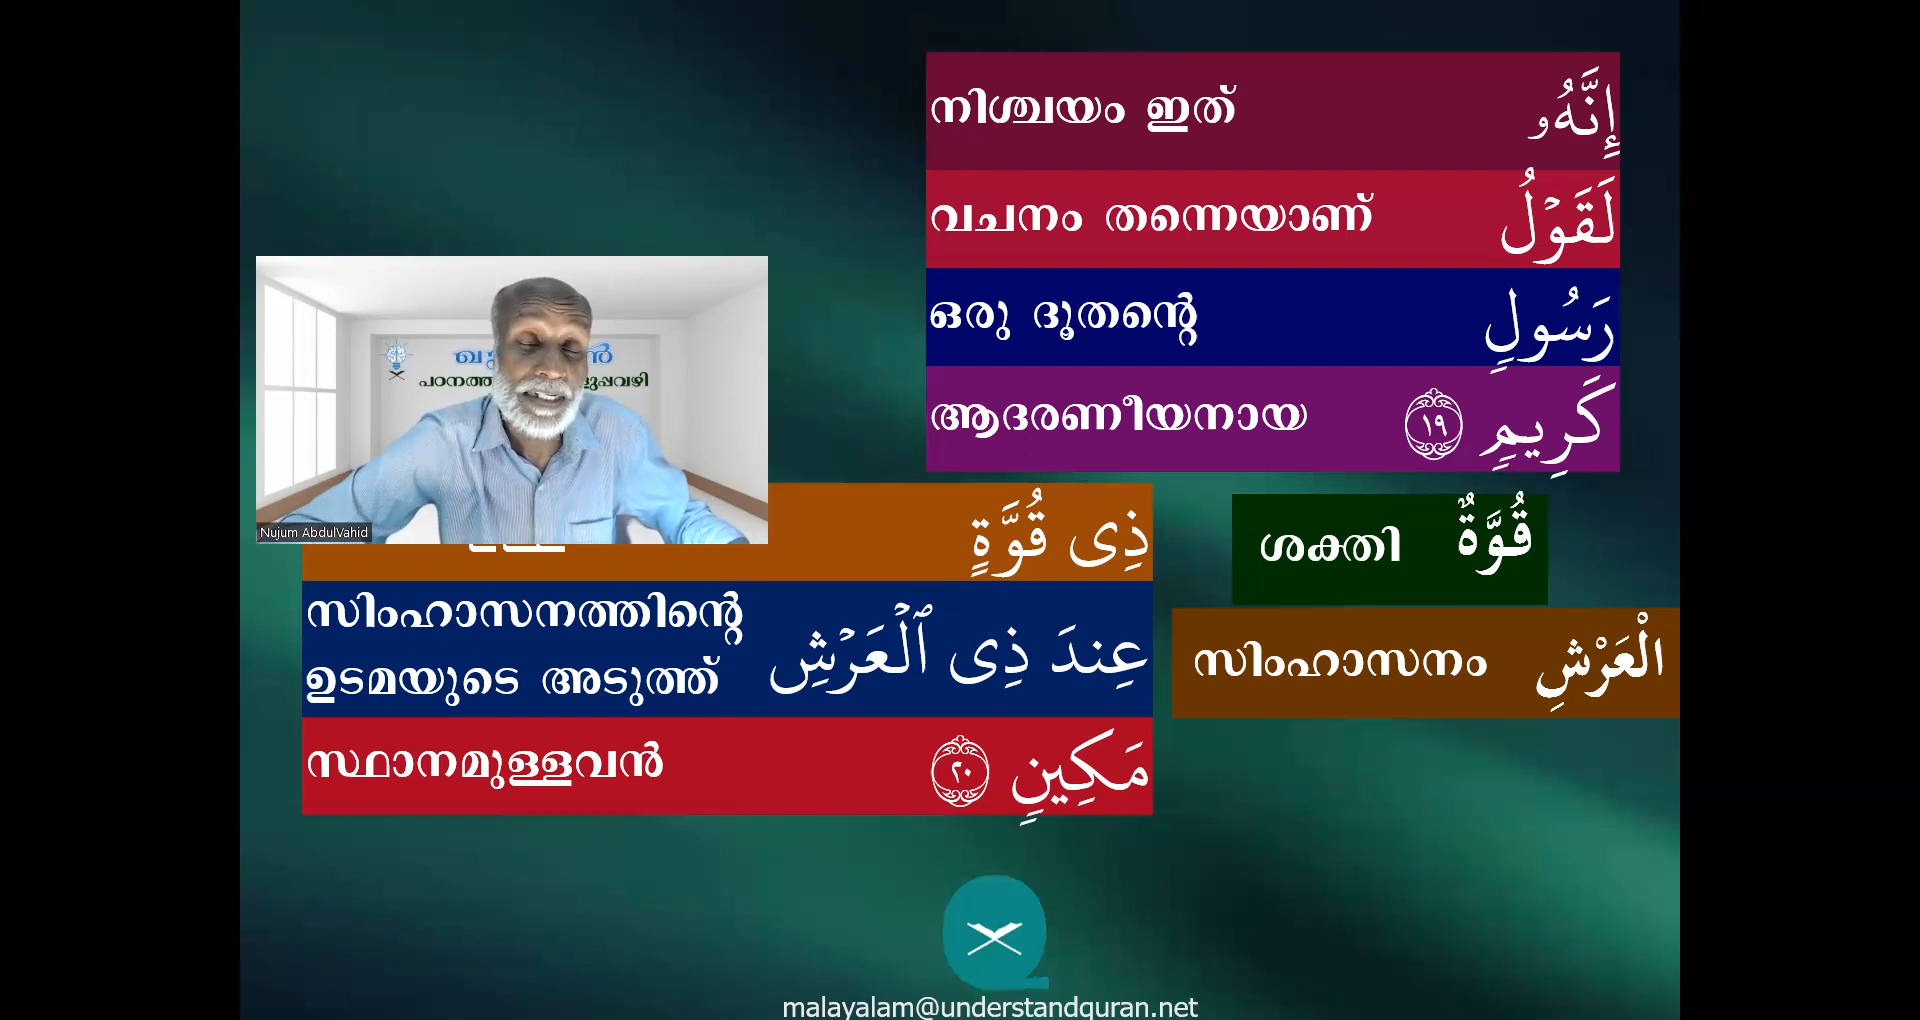 നിശ്ചയം ഇത് إِنَّهُۥ
വചനം തന്നെയാണ് لَقَوۡلُ
ഒരു ദൂതന്റെ رَسُولٖ
ആദരണീയനായ كَرِيمٖ ١٩
ذِى قُوَّةٍ
ശക്തി قُوَّةٌ
സിംഹാസനത്തിന്റെ
ഉടമയുടെ അടുത്ത് عِندَ ذِى ٱلۡعَرۡشِ
സിംഹാസനം الْعَرْشِ
സ്ഥാനമുള്ളവൻ مَكِينٖ ٢٠
Nujum AbdulVahid
malayalam@understandquran.net